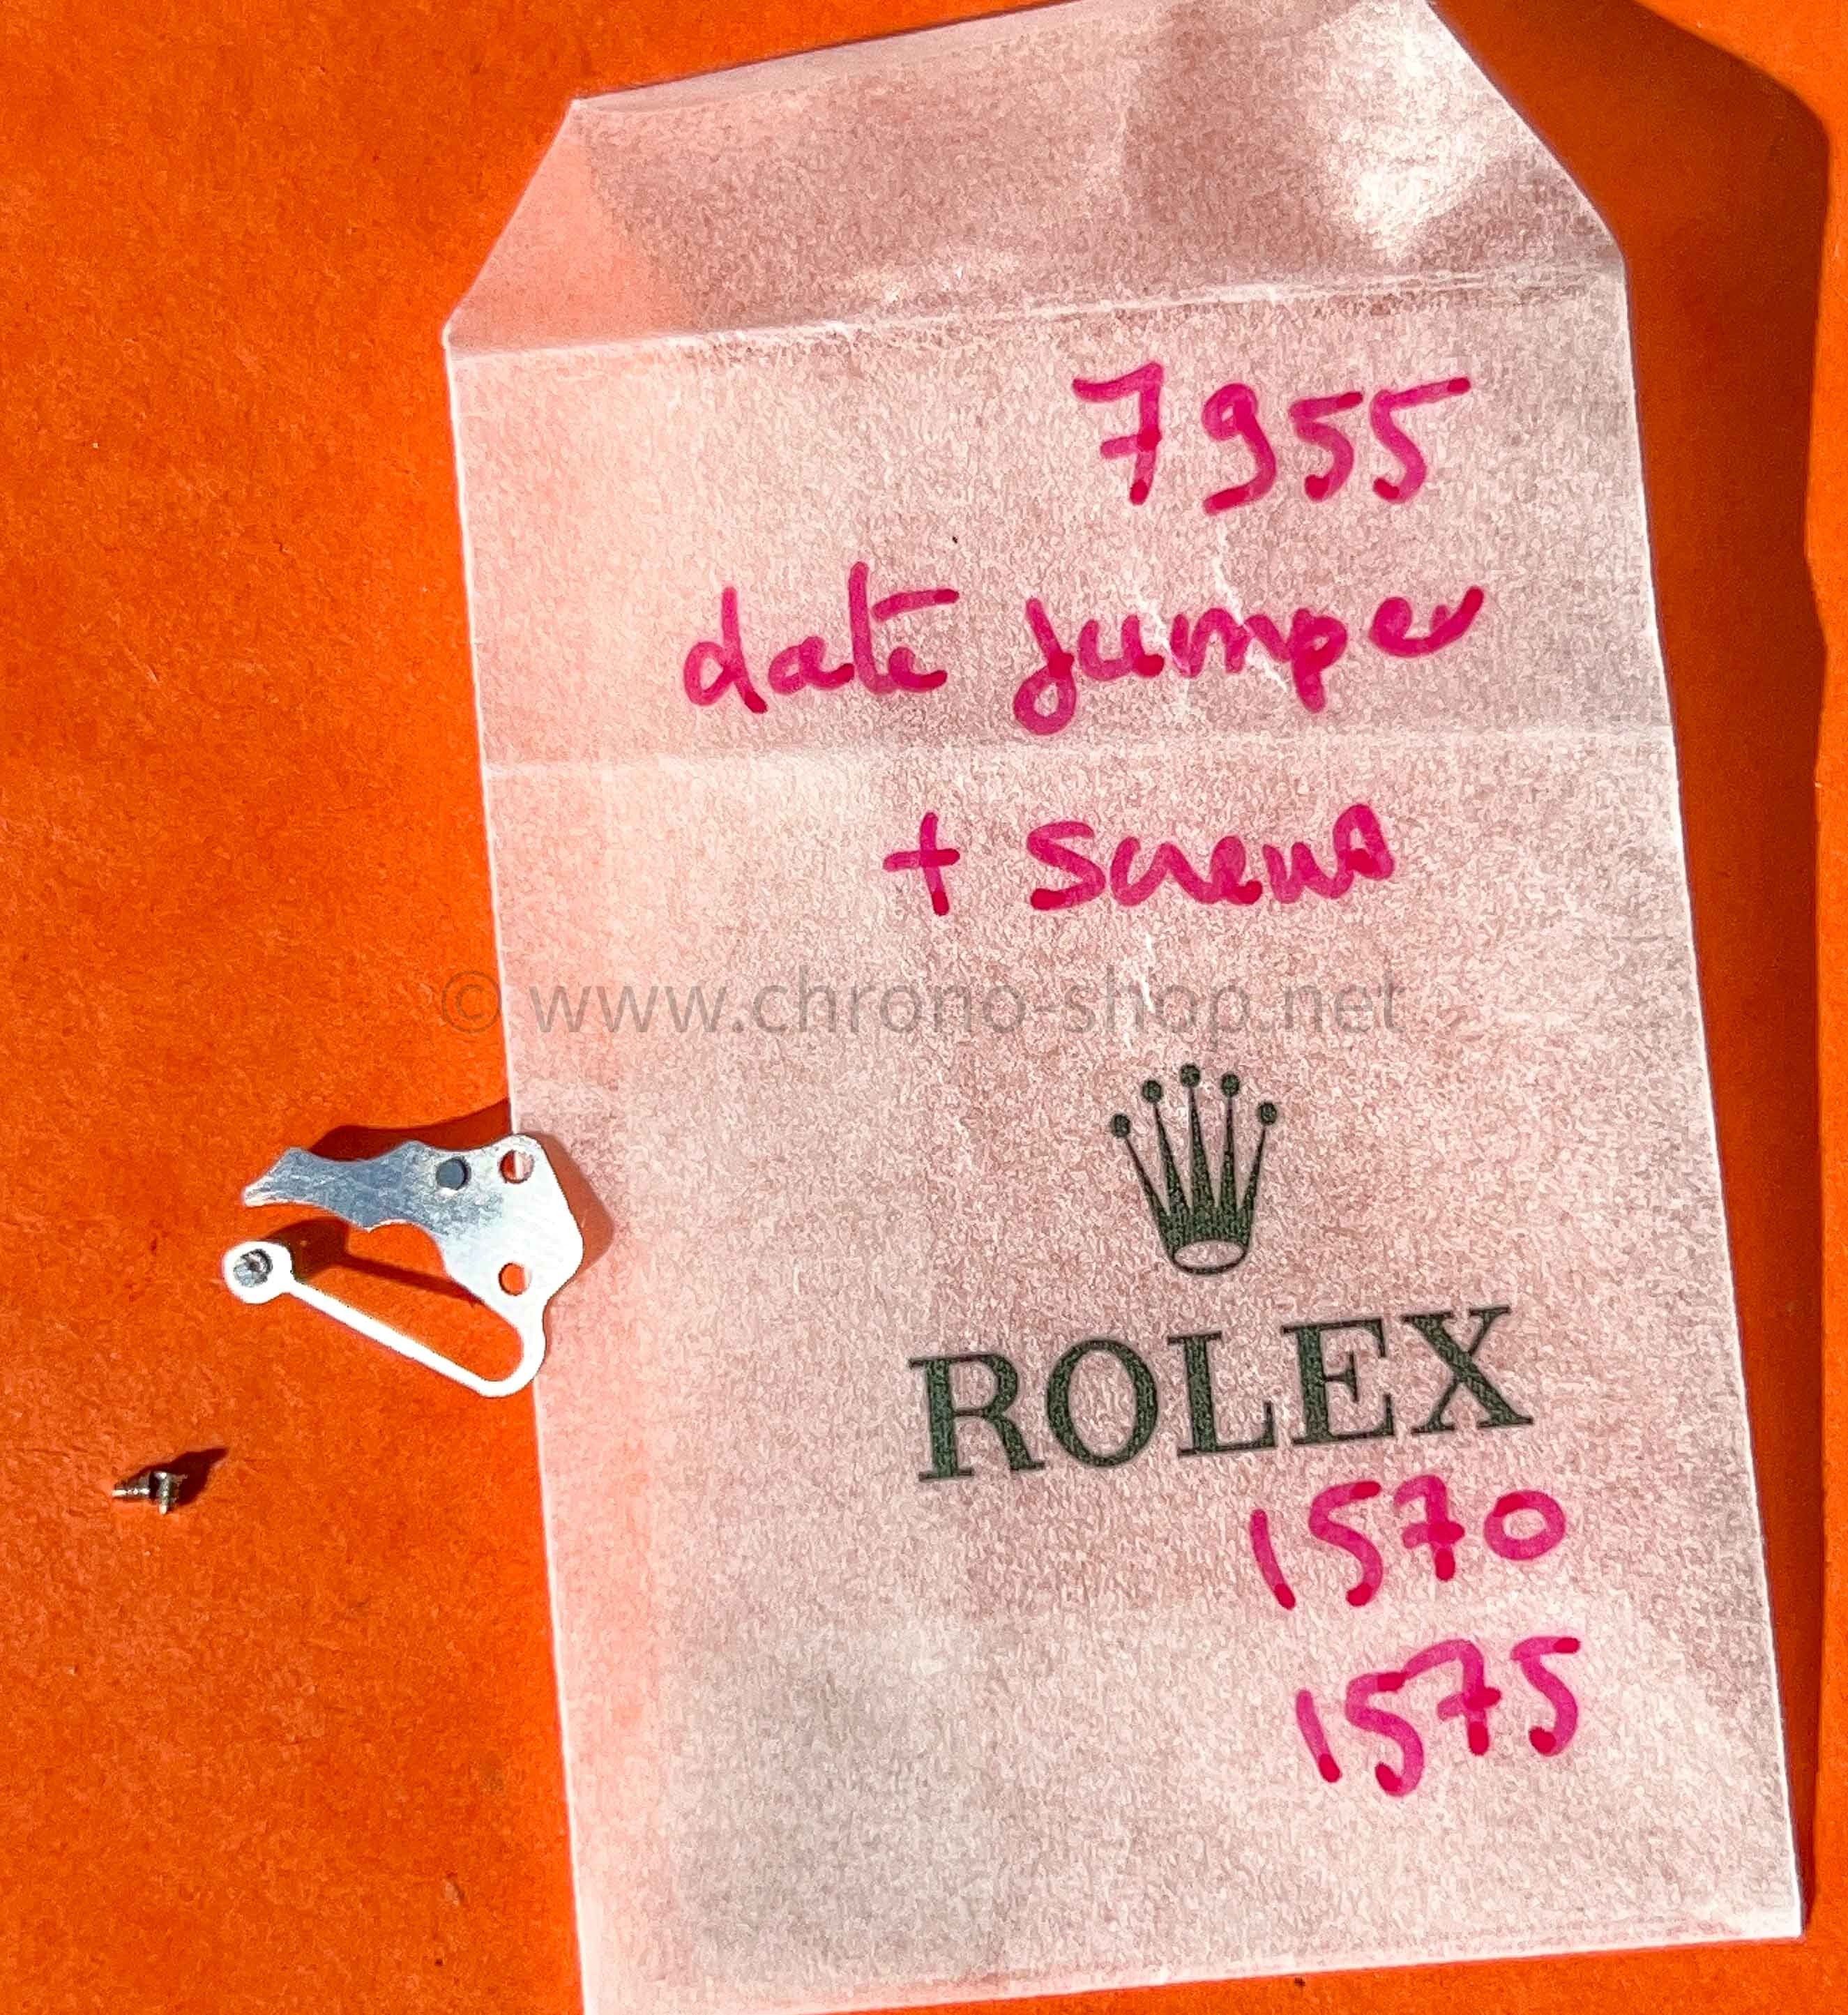 7955
date jumper
+ screws
© www.chrono-shop.net
ROLEX
1570
1575